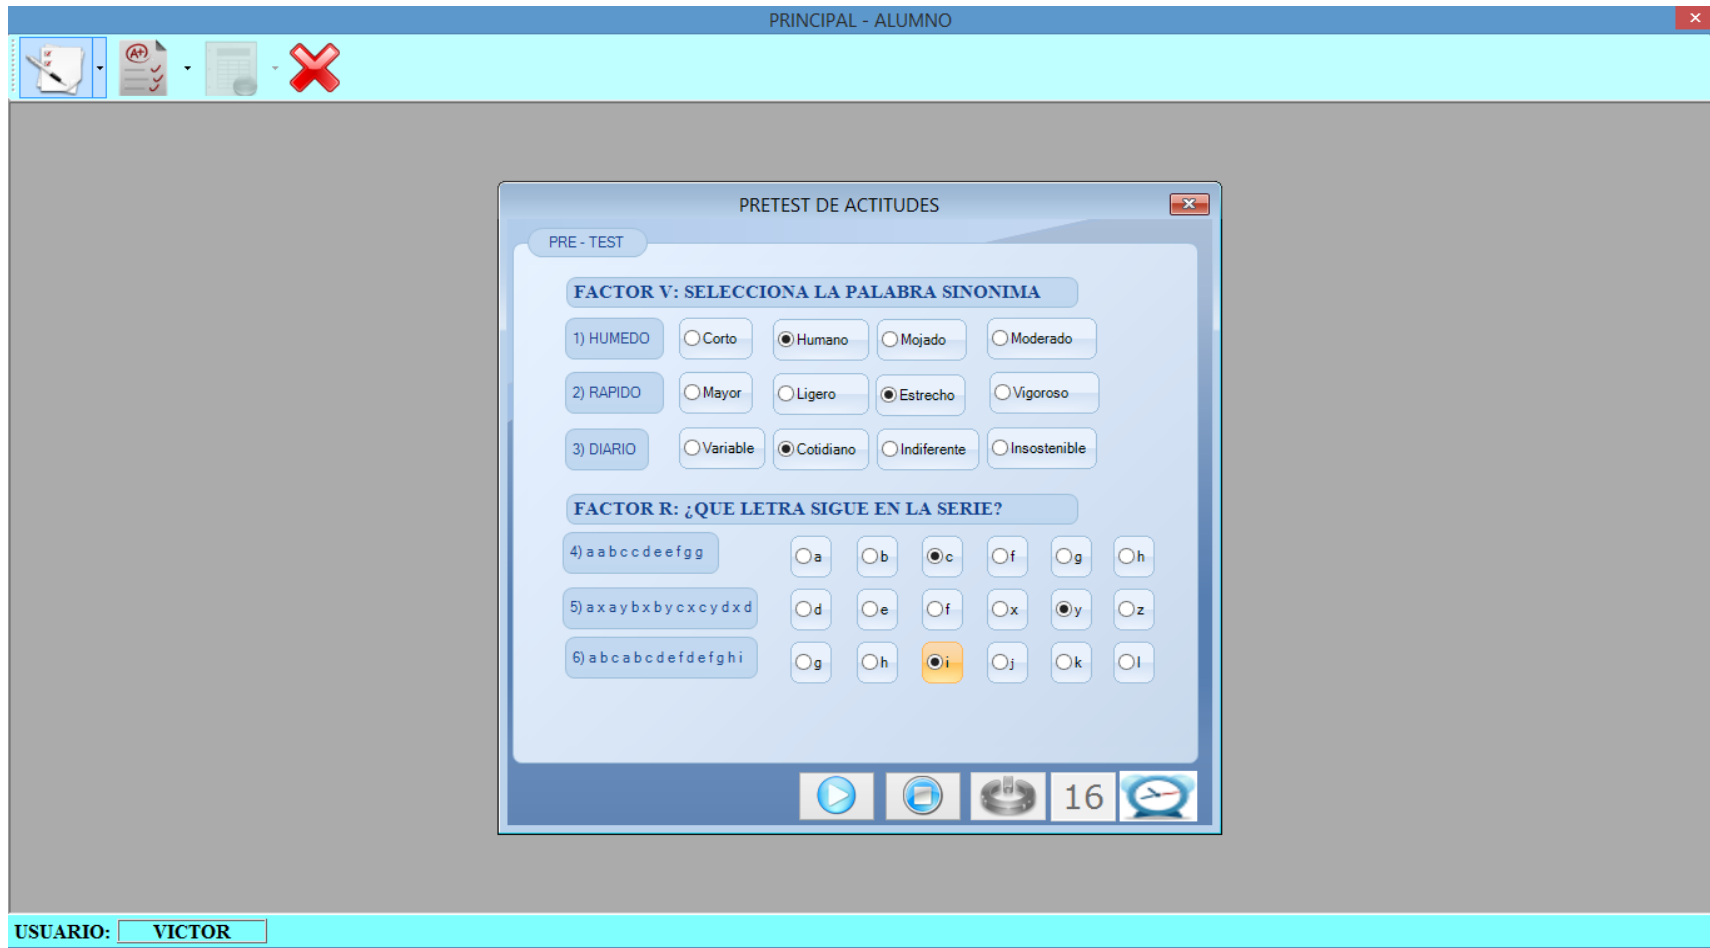 PRINCIPAL - ALUMNO
A+
PRETEST DE ACTITUDES
PRE - TEST
FACTOR V: SELECCIONA LA PALABRA SINONIMA
1) HUMEDO Corto Humano Mojado Moderado
2) RAPIDO Mayor Ligero Estrecho Vigoroso
3) DIARIO Variable Cotidiano Indiferente Insostenible
FACTOR R: ¿QUE LETRA SIGUE EN LA SERIE?
4) a a b c c d e e f g g a b c f g h
5) a x a y b x b y c x c y d x d d e f x y z
6) a b c a b c d e f d e f g h i g h i j k l
16
USUARIO: VICTOR